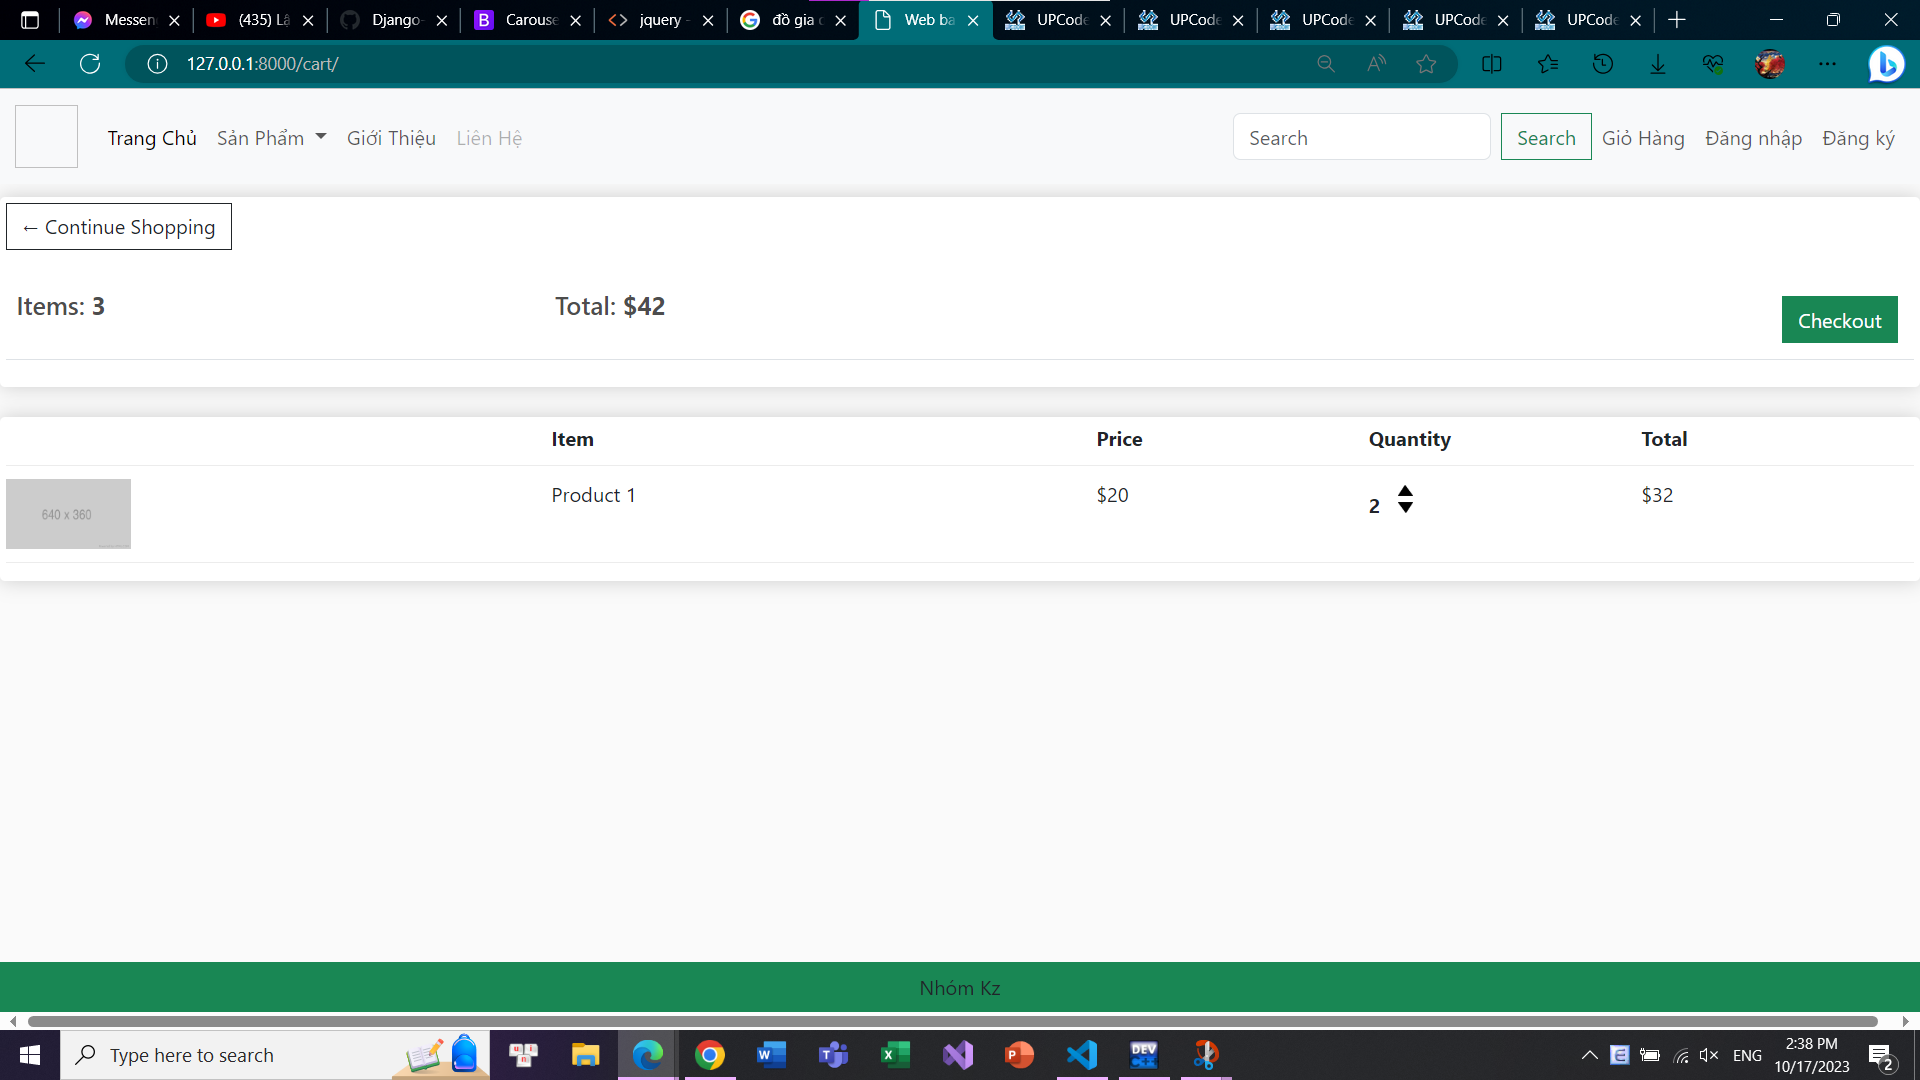 Messen
(435) Lậ
Django-
Carouse
jquery -
đồ gia d
Web ba
UPCode
UPCode
UPCode
UPCode
UPCode
127.0.0.1:8000/cart/
Trang Chủ
Sản Phẩm
Giới Thiệu
Liên Hệ
Search
Search
Giỏ Hàng
Đăng nhập
Đăng ký
← Continue Shopping
Items: 3
Total: $42
Checkout
Item
Price
Quantity
Total
640 x 360
Product 1
$20
2
$32
Nhóm Kz
Type here to search
ENG
2:38 PM
10/17/2023
2